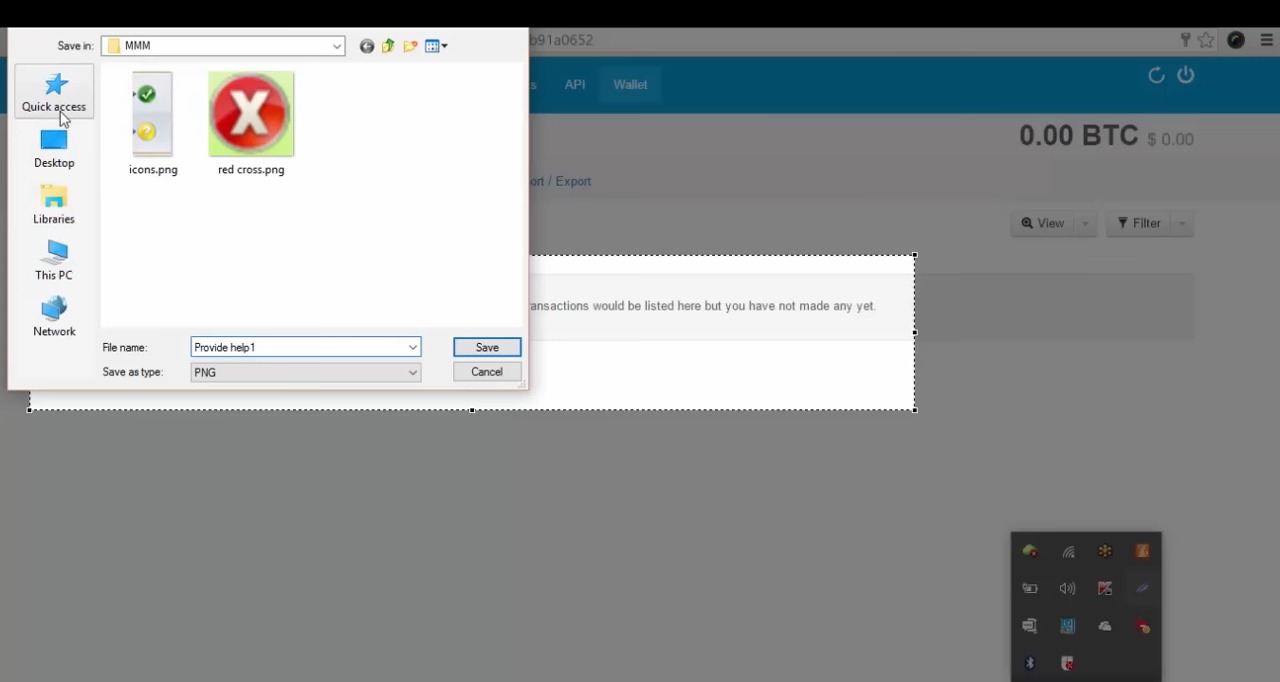 Save in: MMM
b91a0652
API Wallet
Quick access
0.00 BTC $ 0.00
Desktop
icons.png red cross.png
/ Export
Libraries
View Filter
This PC
ansactions would be listed here but you have not made any yet.
Network
File name: Provide help1 Save
Save as type: PNG Cancel